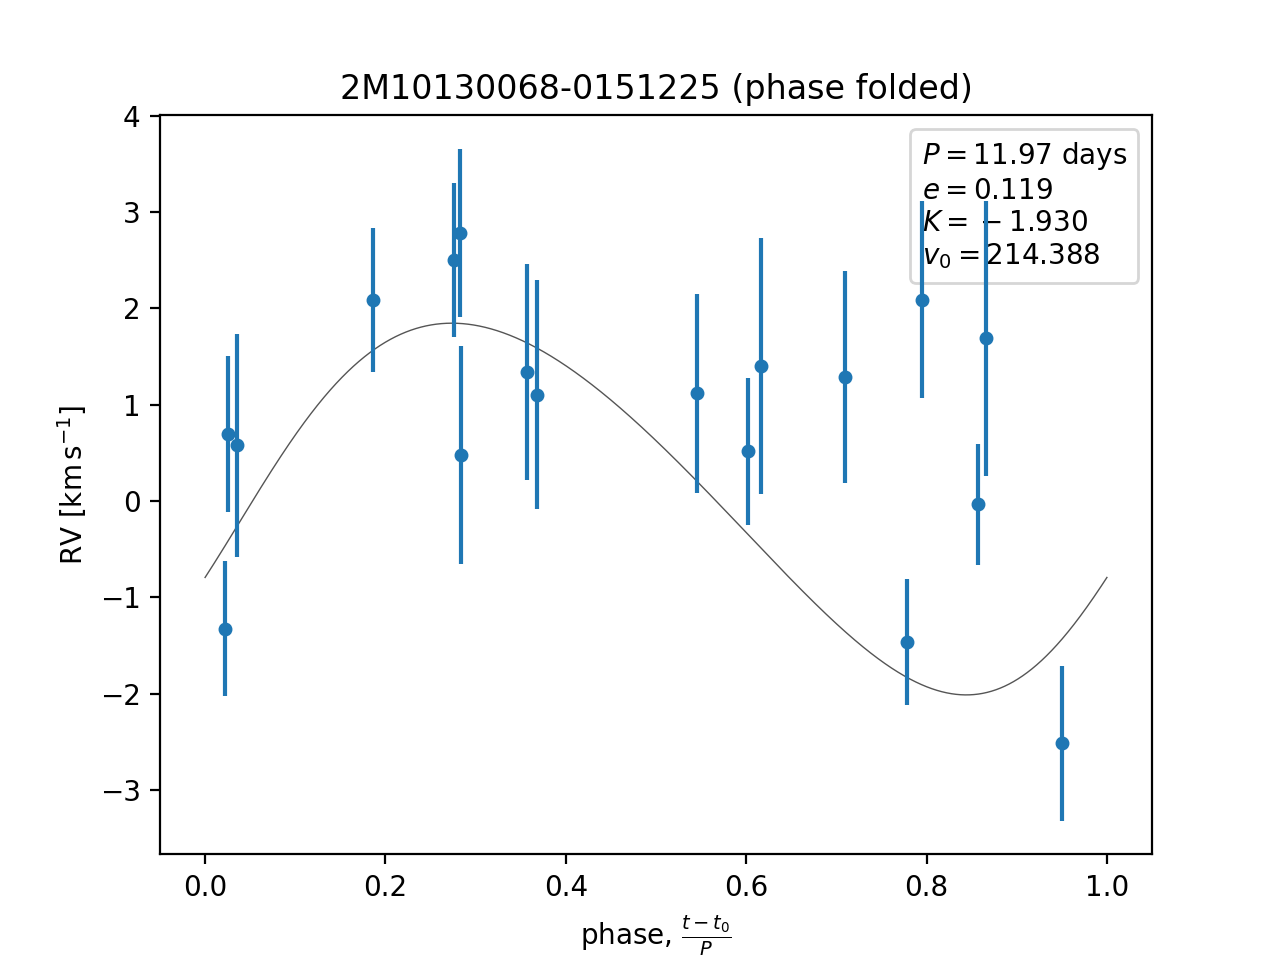 2M10130068-0151225 (phase folded)
P = 11.97 days
e = 0.119
K = −1.930
v₀ = 214.388
4
3
2
1
0
−1
−2
−3
RV [km s⁻¹]
0.0 0.2 0.4 0.6 0.8 1.0
phase, (t − t₀)/P